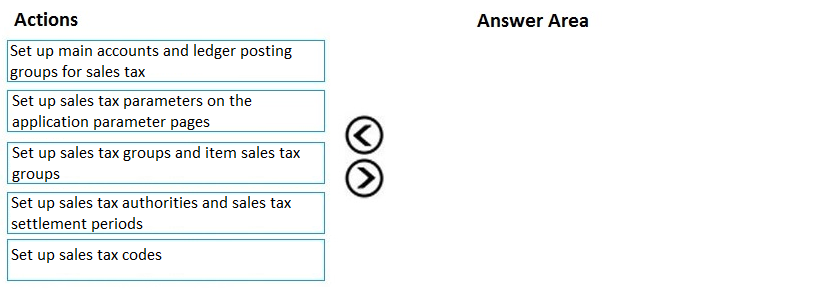 Actions
Answer Area
Set up main accounts and ledger posting
groups for sales tax
Set up sales tax parameters on the
application parameter pages
Set up sales tax groups and item sales tax
groups
Set up sales tax authorities and sales tax
settlement periods
Set up sales tax codes